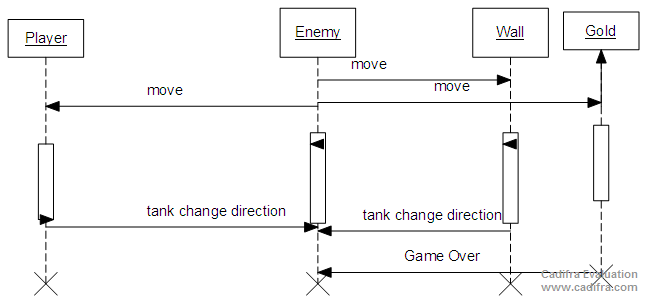 Player
Enemy
Wall
Gold
move
move
move
tank change direction
tank change direction
Game Over
Cadifra Evaluation
www.cadifra.com